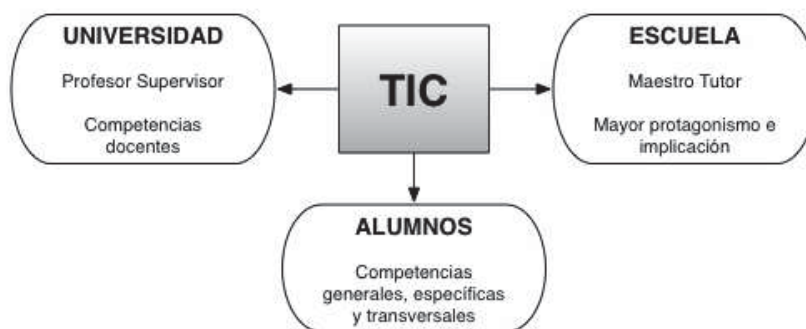 UNIVERSIDAD
Profesor Supervisor
Competencias
docentes
TIC
ESCUELA
Maestro Tutor
Mayor protagonismo e
implicación
ALUMNOS
Competencias
generales, específicas
y transversales